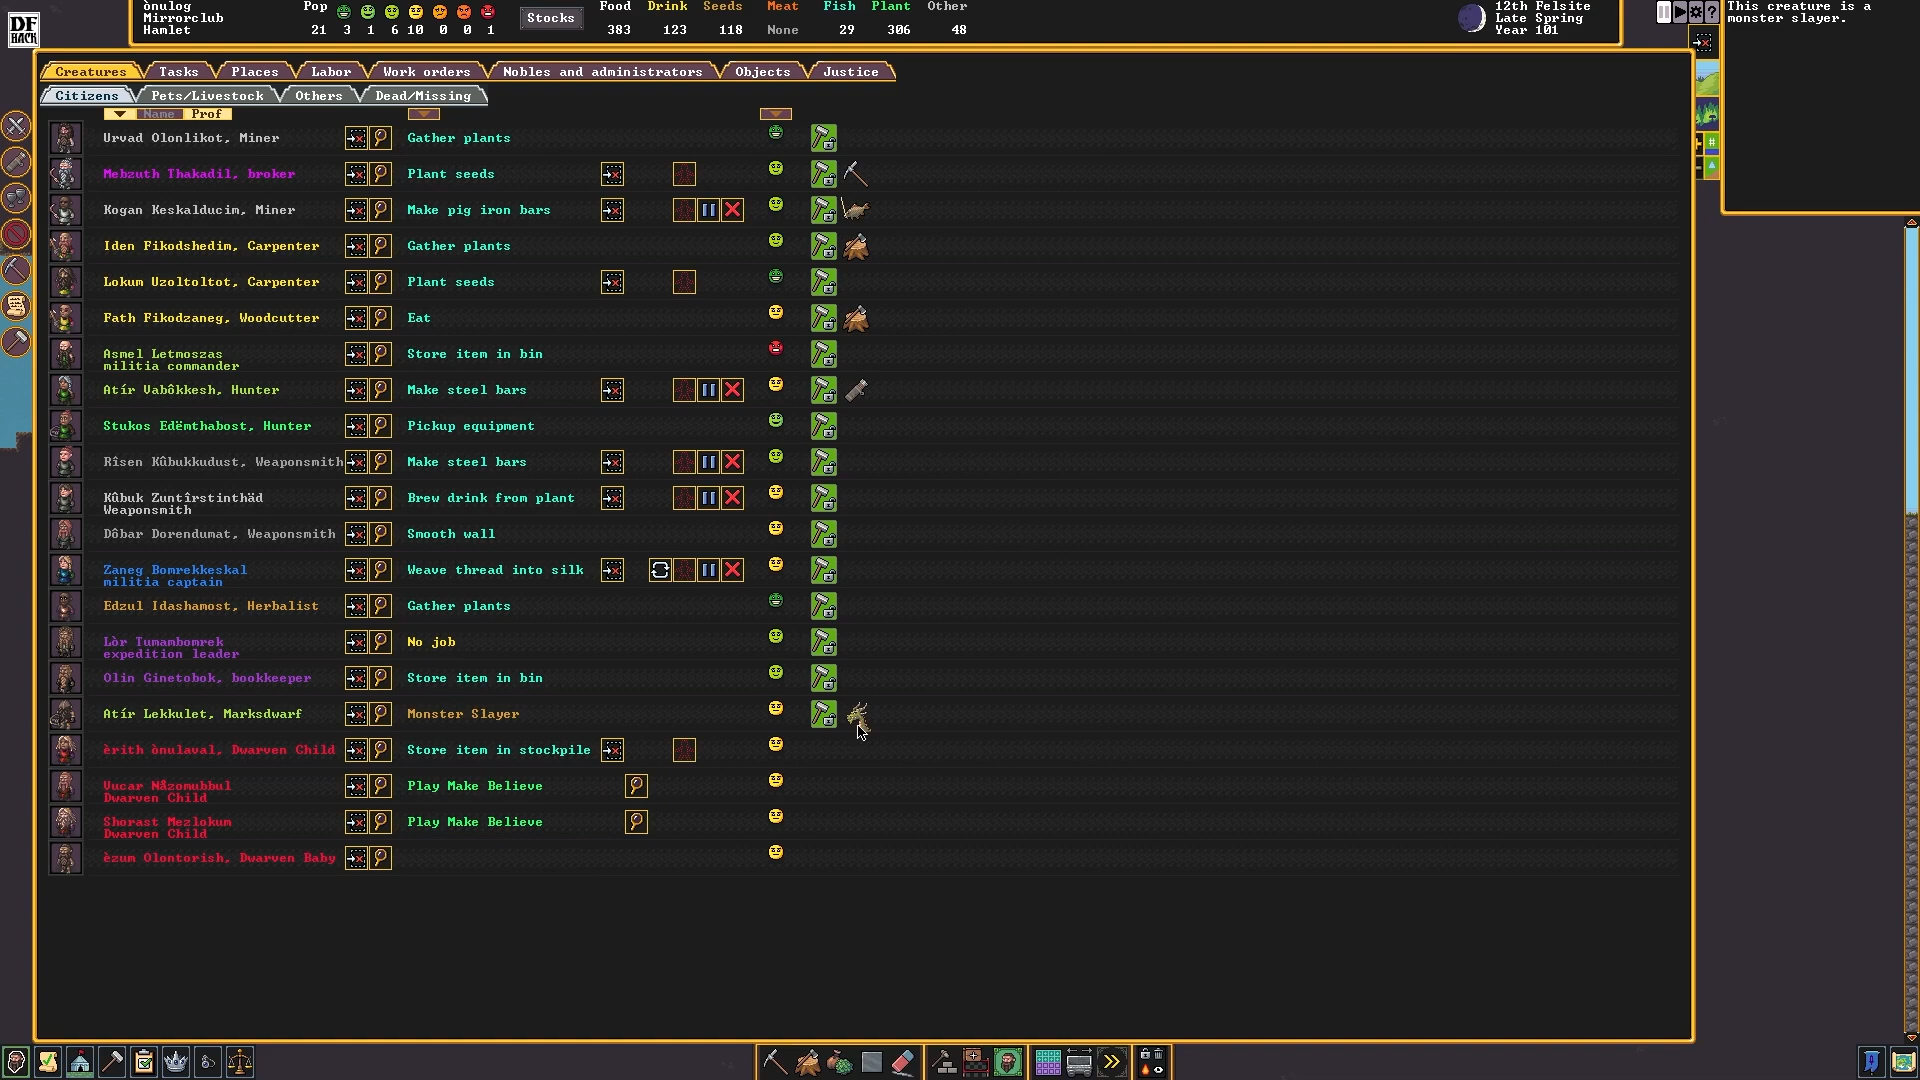 DF HACK
ònulog
Mirrorclub
Hamlet
Pop
21 3 1 6 10 0 0 1
Stocks
Food Drink Seeds Meat Fish Plant Other
383 123 118 None 29 306 48
12th Felsite
Late Spring
Year 101
This creature is a
monster slayer.
Creatures Tasks Places Labor Work orders Nobles and administrators Objects Justice
Citizens Pets/Livestock Others Dead/Missing
Name Prof
Urvad Olonlikot, Miner Gather plants
Mebzuth Thakadil, broker Plant seeds
Kogan Keskalducim, Miner Make pig iron bars
Iden Fikodshedim, Carpenter Gather plants
Lokum Uzoltoltot, Carpenter Plant seeds
Fath Fikodzaneg, Woodcutter Eat
Asmel Letmoszas
militia commander
Store item in bin
Atír Vabôkkesh, Hunter Make steel bars
Stukos Edëmthabost, Hunter Pickup equipment
Rîsen Kûbukkudust, Weaponsmith Make steel bars
Kûbuk Zuntîrstinthäd
Weaponsmith
Brew drink from plant
Dôbar Dorendumat, Weaponsmith Smooth wall
Zaneg Bomrekkeskal
militia captain
Weave thread into silk
Edzul Idashamost, Herbalist Gather plants
Lòr Tumambomrek
expedition leader
No job
Olin Ginetobok, bookkeeper Store item in bin
Atír Lekkulet, Marksdwarf Monster Slayer
èrith ònulaval, Dwarven Child Store item in stockpile
Vucar Nåzomubbul
Dwarven Child
Play Make Believe
Shorast Mezlokum
Dwarven Child
Play Make Believe
èzum Olontorish, Dwarven Baby